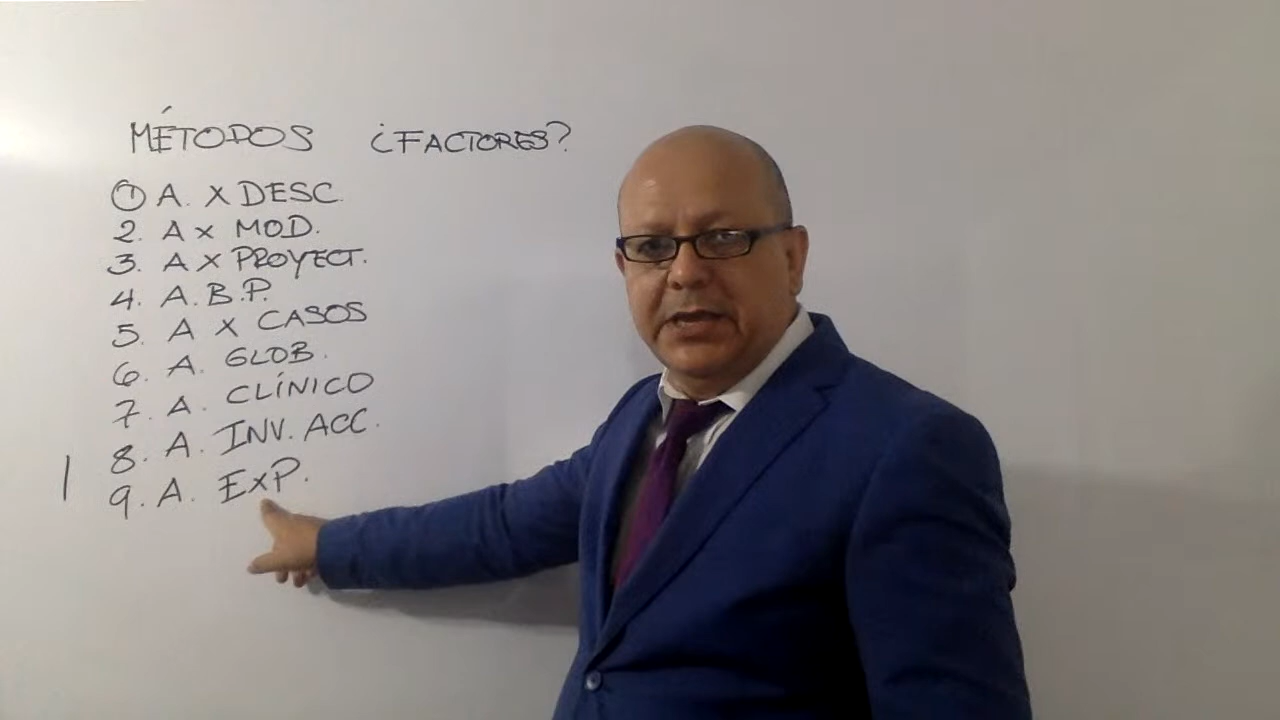 MÉTODOS ¿FACTORES?
1 A. X DESC.
2. A X MOD.
3. A X PROYECT.
4. A. B. P.
5. A X CASOS
6. A. GLOB.
7. A. CLÍNICO
8. A. INV. ACC.
9. A. EXP.